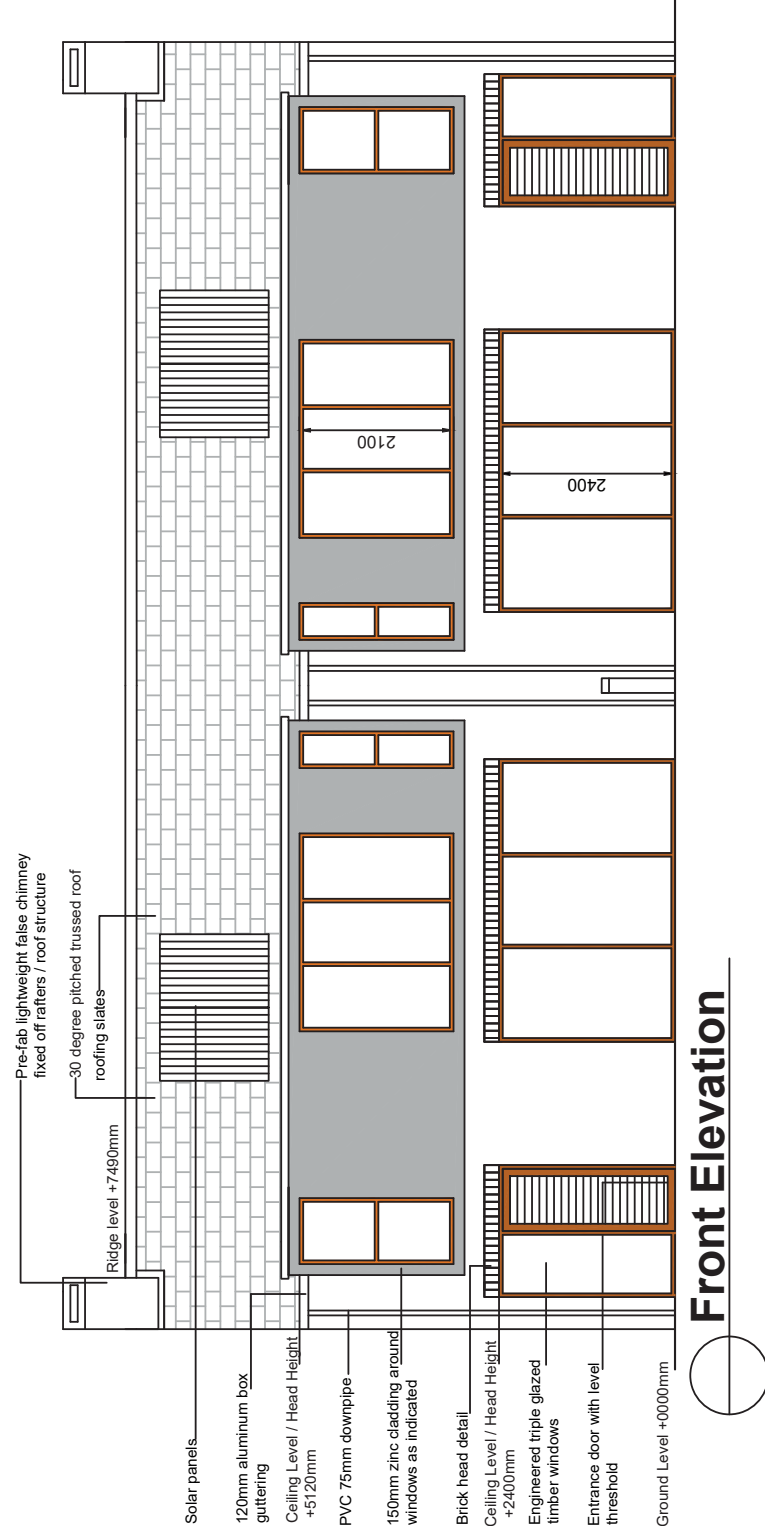 Pre-fab lightweight false chimney
fixed off rafters / roof structure
30 degree pitched trussed roof
roofing slates
Ridge level +7490mm
Solar panels
120mm aluminum box
guttering
Ceiling Level / Head Height
+5120mm
PVC 75mm downpipe
150mm zinc cladding around
windows as indicated
Brick head detail
Ceiling Level / Head Height
+2400mm
Engineered triple glazed
timber windows
Entrance door with level
threshold
Ground Level +0000mm
2100
2400
Front Elevation